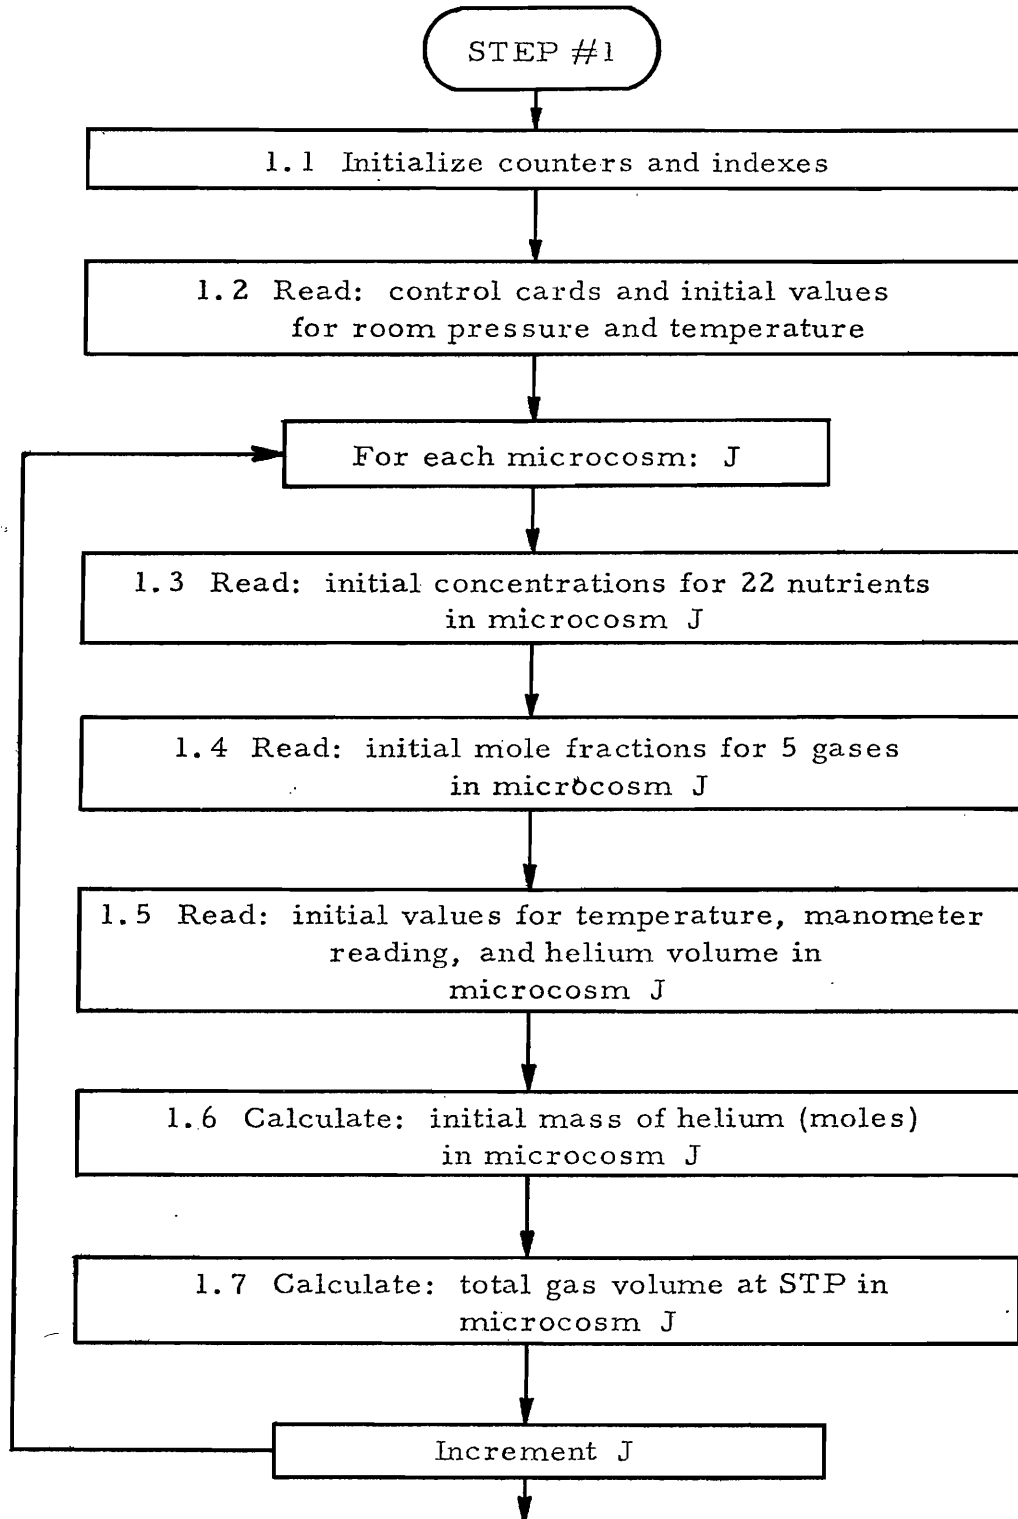 STEP #1
1.1 Initialize counters and indexes
1.2 Read: control cards and initial values
for room pressure and temperature
For each microcosm: J
1.3 Read: initial concentrations for 22 nutrients
in microcosm J
1.4 Read: initial mole fractions for 5 gases
in microcosm J
1.5 Read: initial values for temperature, manometer
reading, and helium volume in
microcosm J
1.6 Calculate: initial mass of helium (moles)
in microcosm J
1.7 Calculate: total gas volume at STP in
microcosm J
Increment J